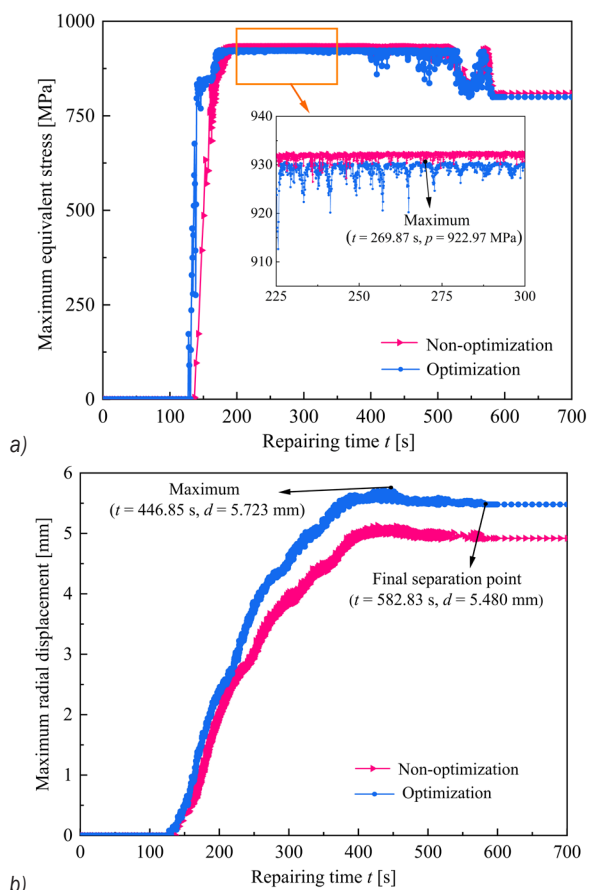 1000
750
500
250
0
Maximum equivalent stress [MPa]
940
930
920
910
Maximum
(t = 269.87 s, p = 922.97 MPa)
225 250 275 300
Non-optimization
Optimization
0 100 200 300 400 500 600 700
Repairing time t [s]
a)
6
5
4
3
2
1
0
Maximum radial displacement [mm]
Maximum
(t = 446.85 s, d = 5.723 mm)
Final separation point
(t = 582.83 s, d = 5.480 mm)
Non-optimization
Optimization
0 100 200 300 400 500 600 700
Repairing time t [s]
b)